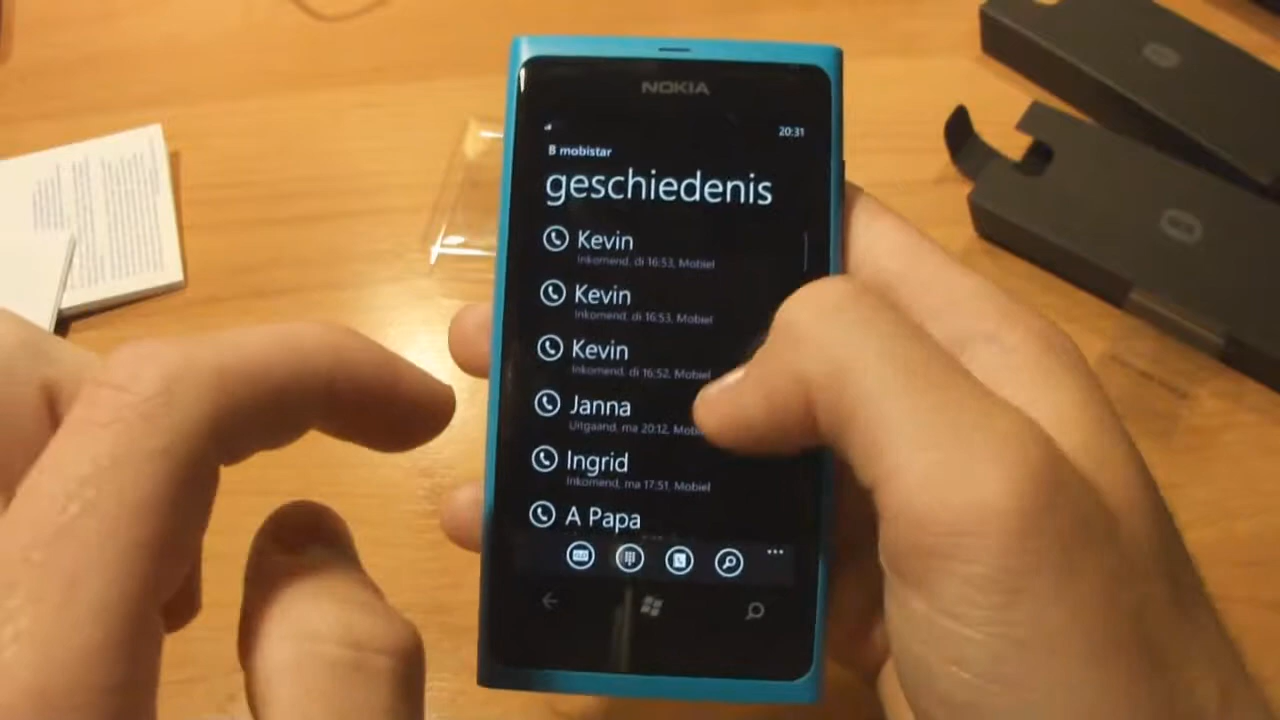 NOKIA
20:31
B mobistar
geschiedenis
Kevin
Inkomend, di 16:53, Mobiel
Kevin
Inkomend, di 16:53, Mobiel
Kevin
Inkomend, di 16:52, Mobiel
Janna
Uitgaand, ma 20:12,
Ingrid
Inkomend, ma 17:51, Mobiel
A Papa